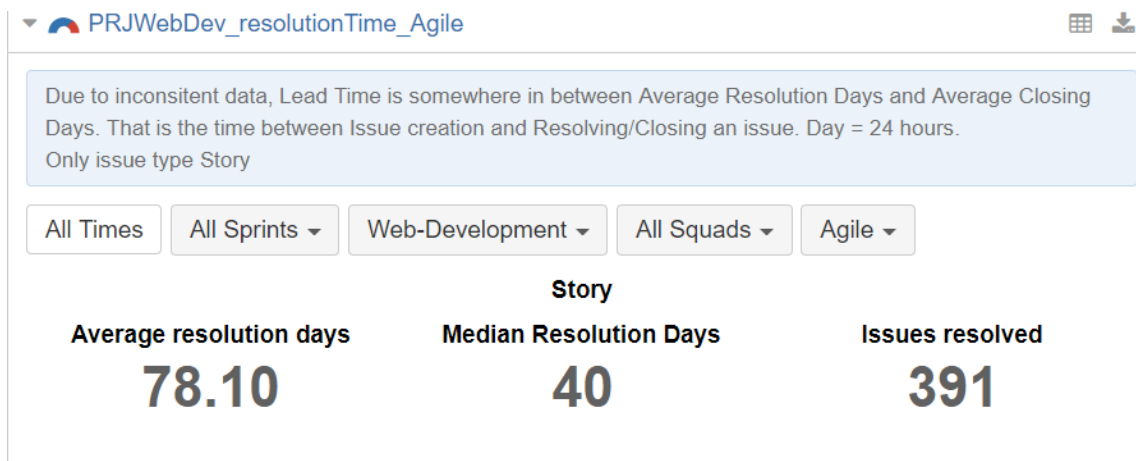 PRJWebDev_resolutionTime_Agile
Due to inconsitent data, Lead Time is somewhere in between Average Resolution Days and Average Closing
Days. That is the time between Issue creation and Resolving/Closing an issue. Day = 24 hours.
Only issue type Story
All Times All Sprints Web-Development All Squads Agile
Story
Average resolution days Median Resolution Days Issues resolved
78.10 40 391